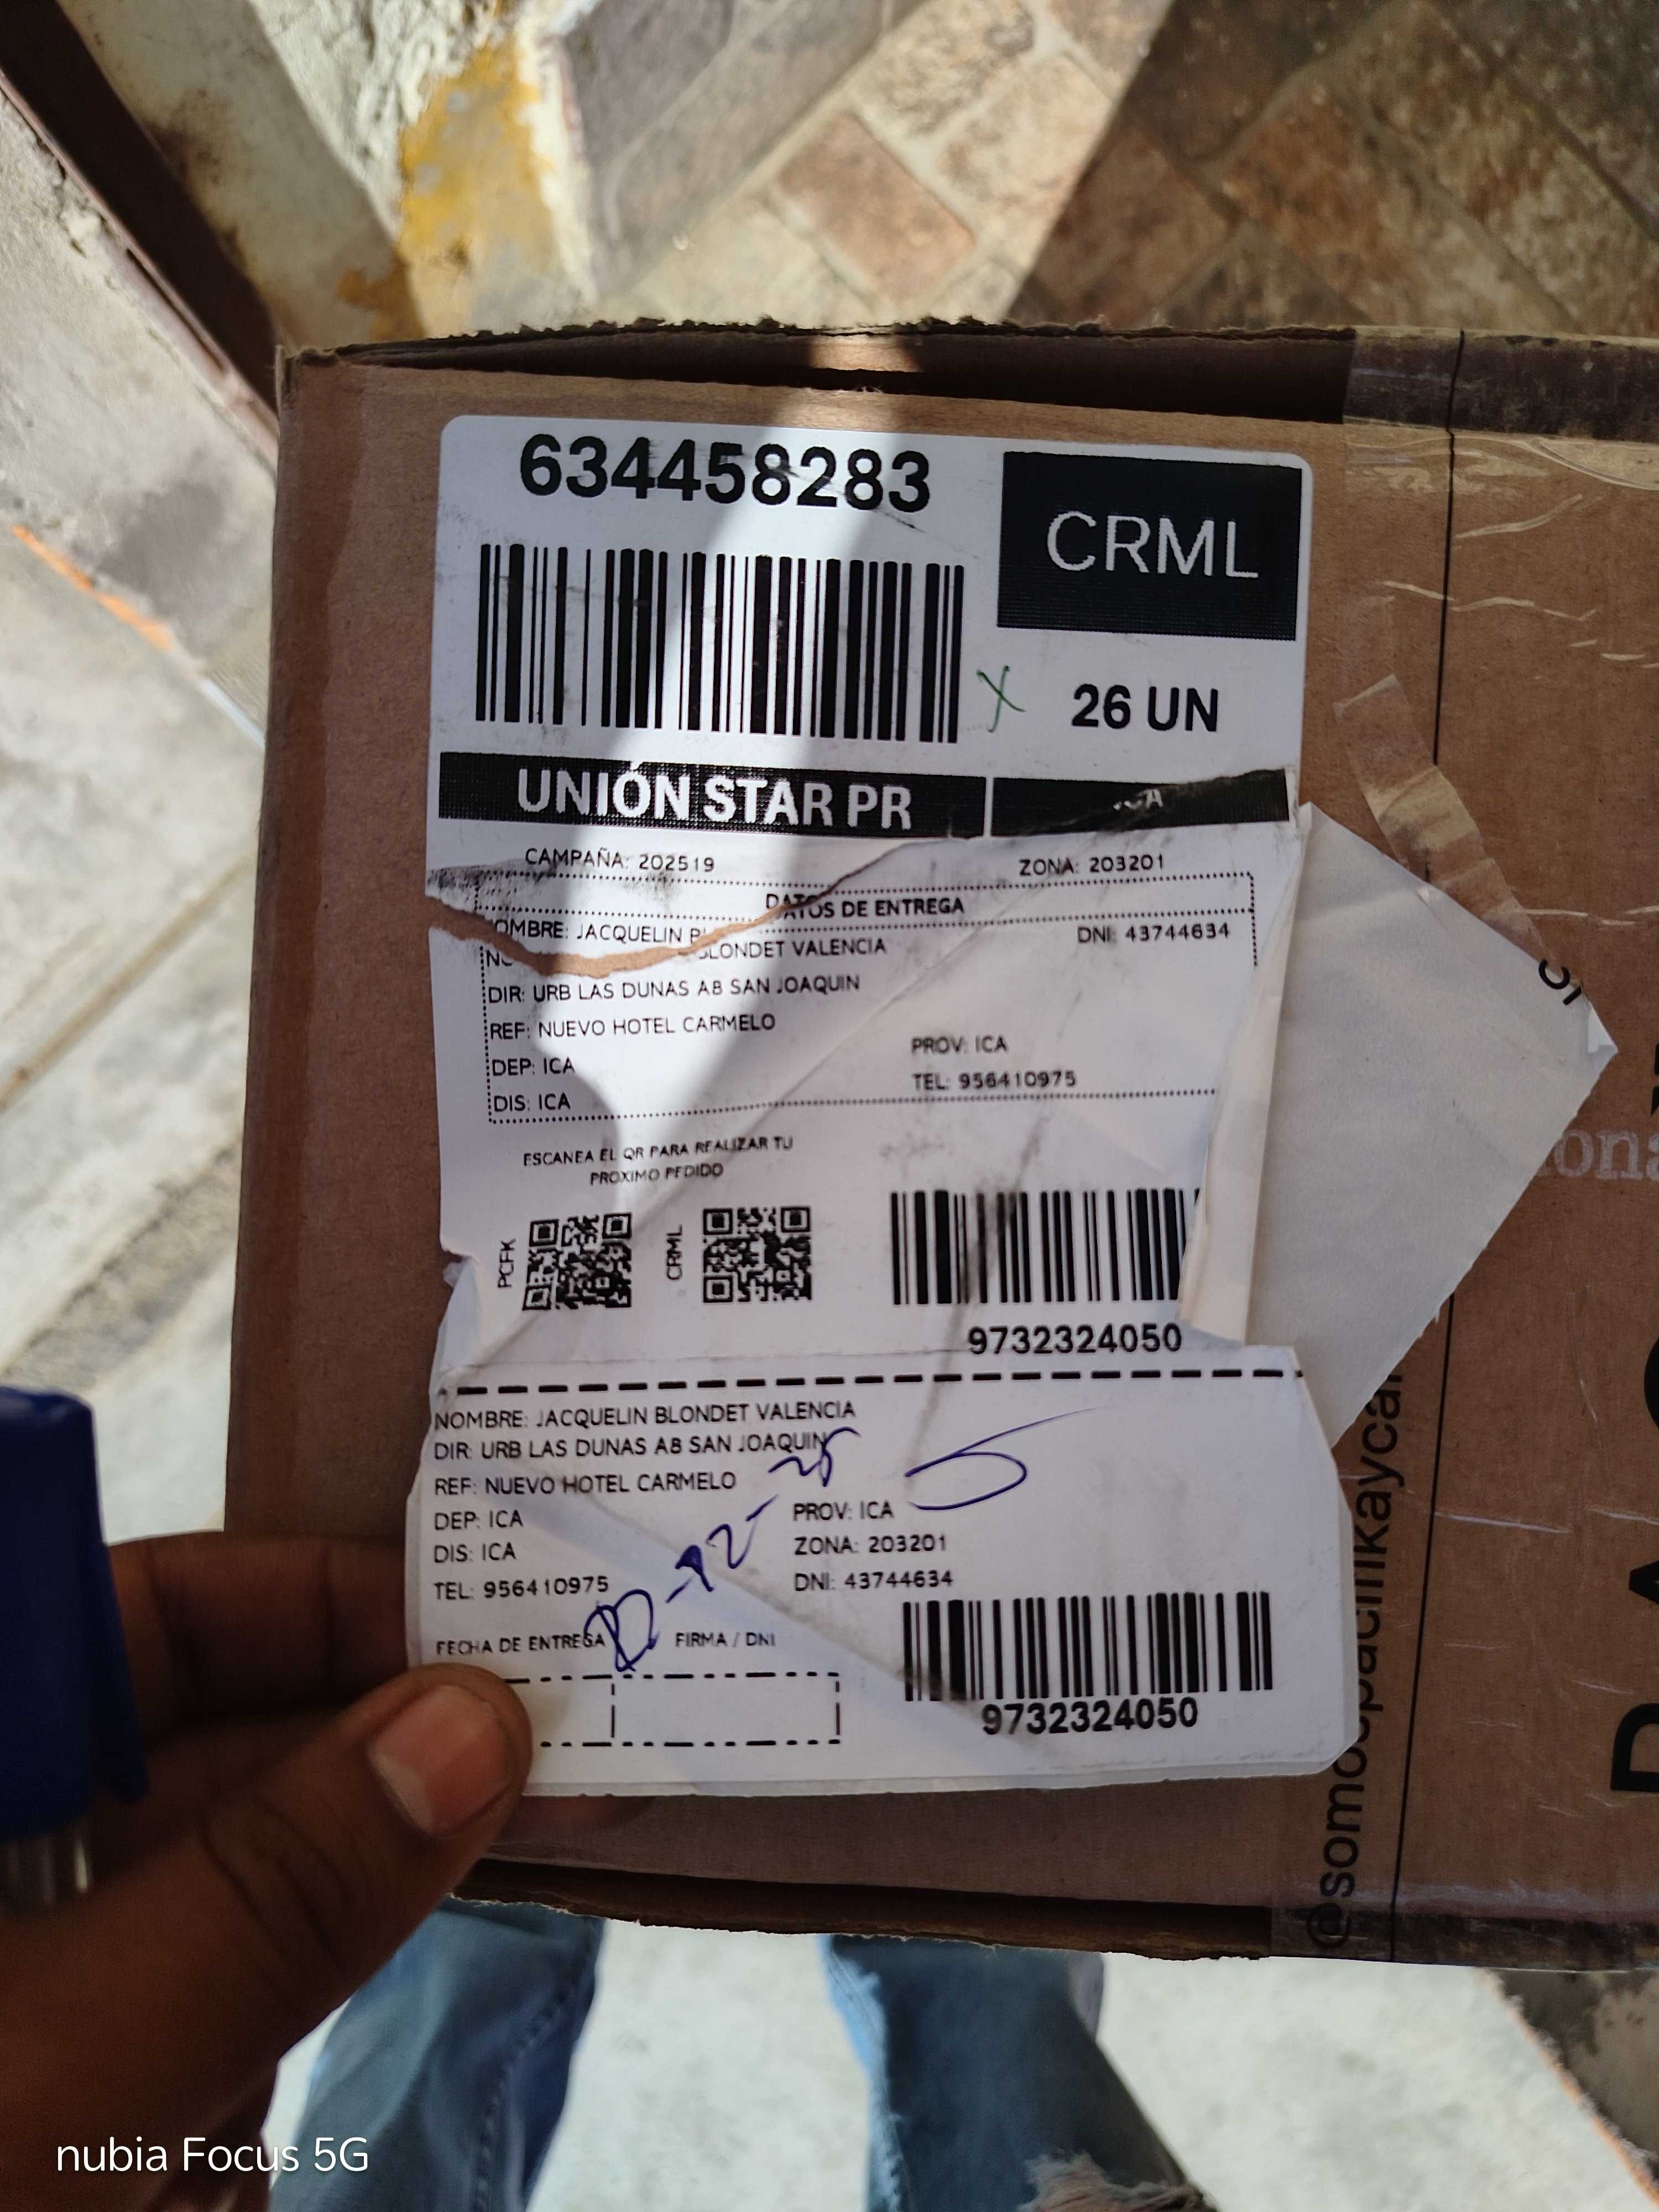 634458283
CRML
26 UN
UNIÓN STAR PR
CAMPAÑA: 202519 ZONA: 203201
DATOS DE ENTREGA
NOMBRE: JACQUELIN BLONDET VALENCIA DNI: 43744634
DIR: URB LAS DUNAS A8 SAN JOAQUIN
REF: NUEVO HOTEL CARMELO
DEP: ICA PROV: ICA
DIS: ICA TEL: 956410975
ESCANEA EL QR PARA REALIZAR TU
PROXIMO PEDIDO
PCFK
CRML
9732324050
NOMBRE: JACQUELIN BLONDET VALENCIA
DIR: URB LAS DUNAS A8 SAN JOAQUIN
REF: NUEVO HOTEL CARMELO
DEP: ICA PROV: ICA
DIS: ICA ZONA: 203201
TEL: 956410975 DNI: 43744634
FECHA DE ENTREGA FIRMA / DNI
9732324050
nubia Focus 5G